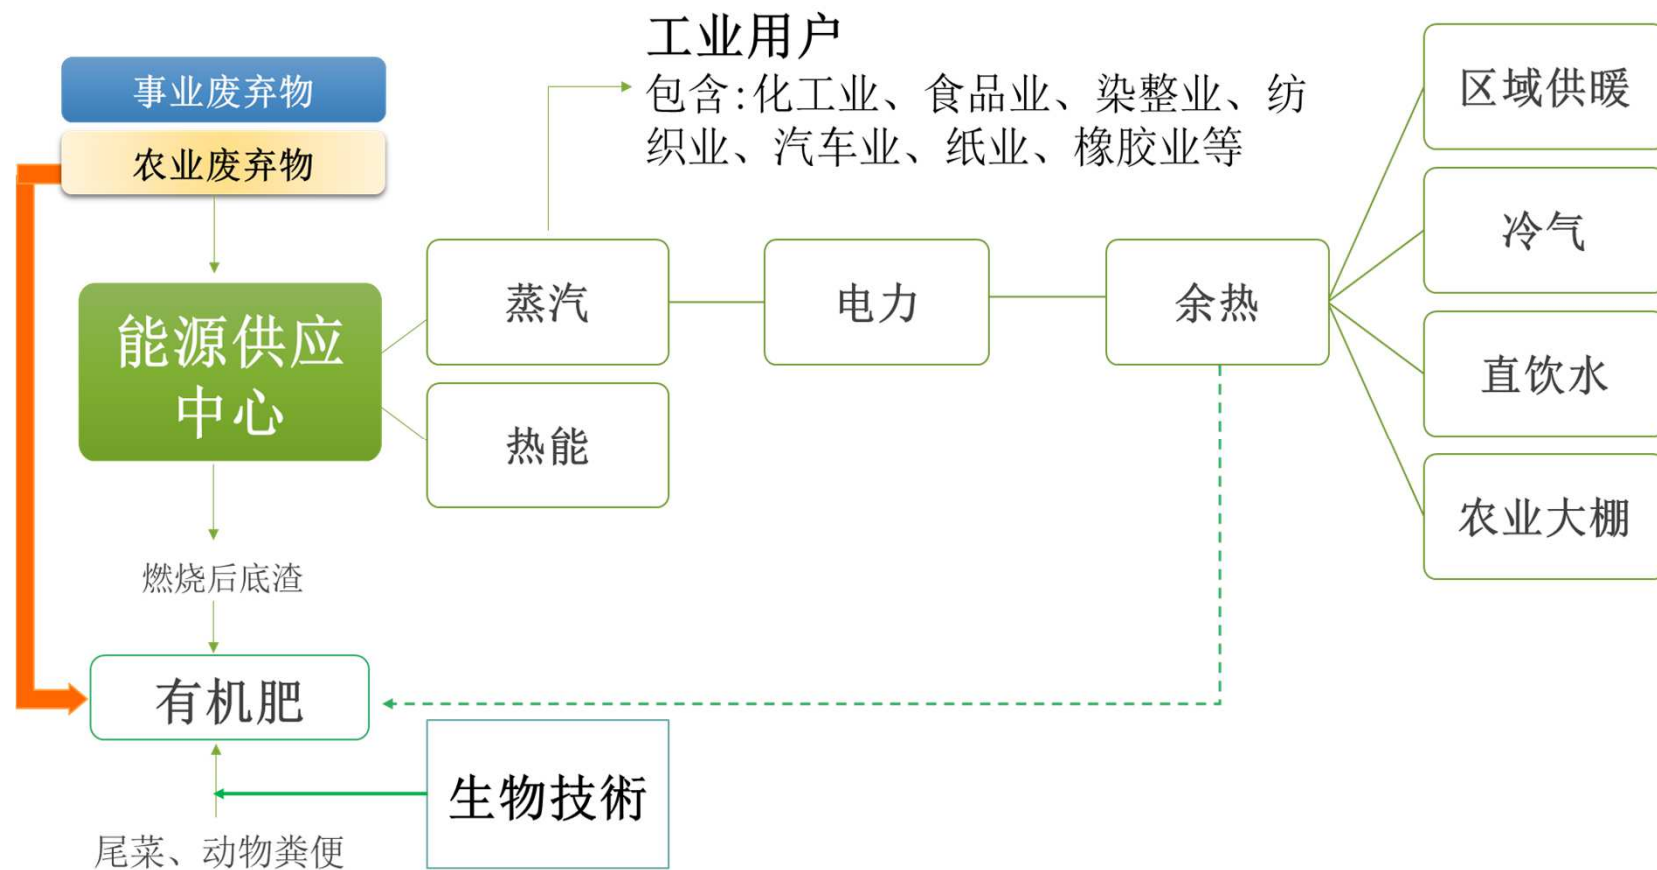 工业用户
包含:化工业、食品业、染整业、纺
织业、汽车业、纸业、橡胶业等
事业废弃物
农业废弃物
能源供应
中心
蒸汽
热能
电力
余热
区域供暖
冷气
直饮水
农业大棚
燃烧后底渣
有机肥
生物技術
尾菜、动物粪便